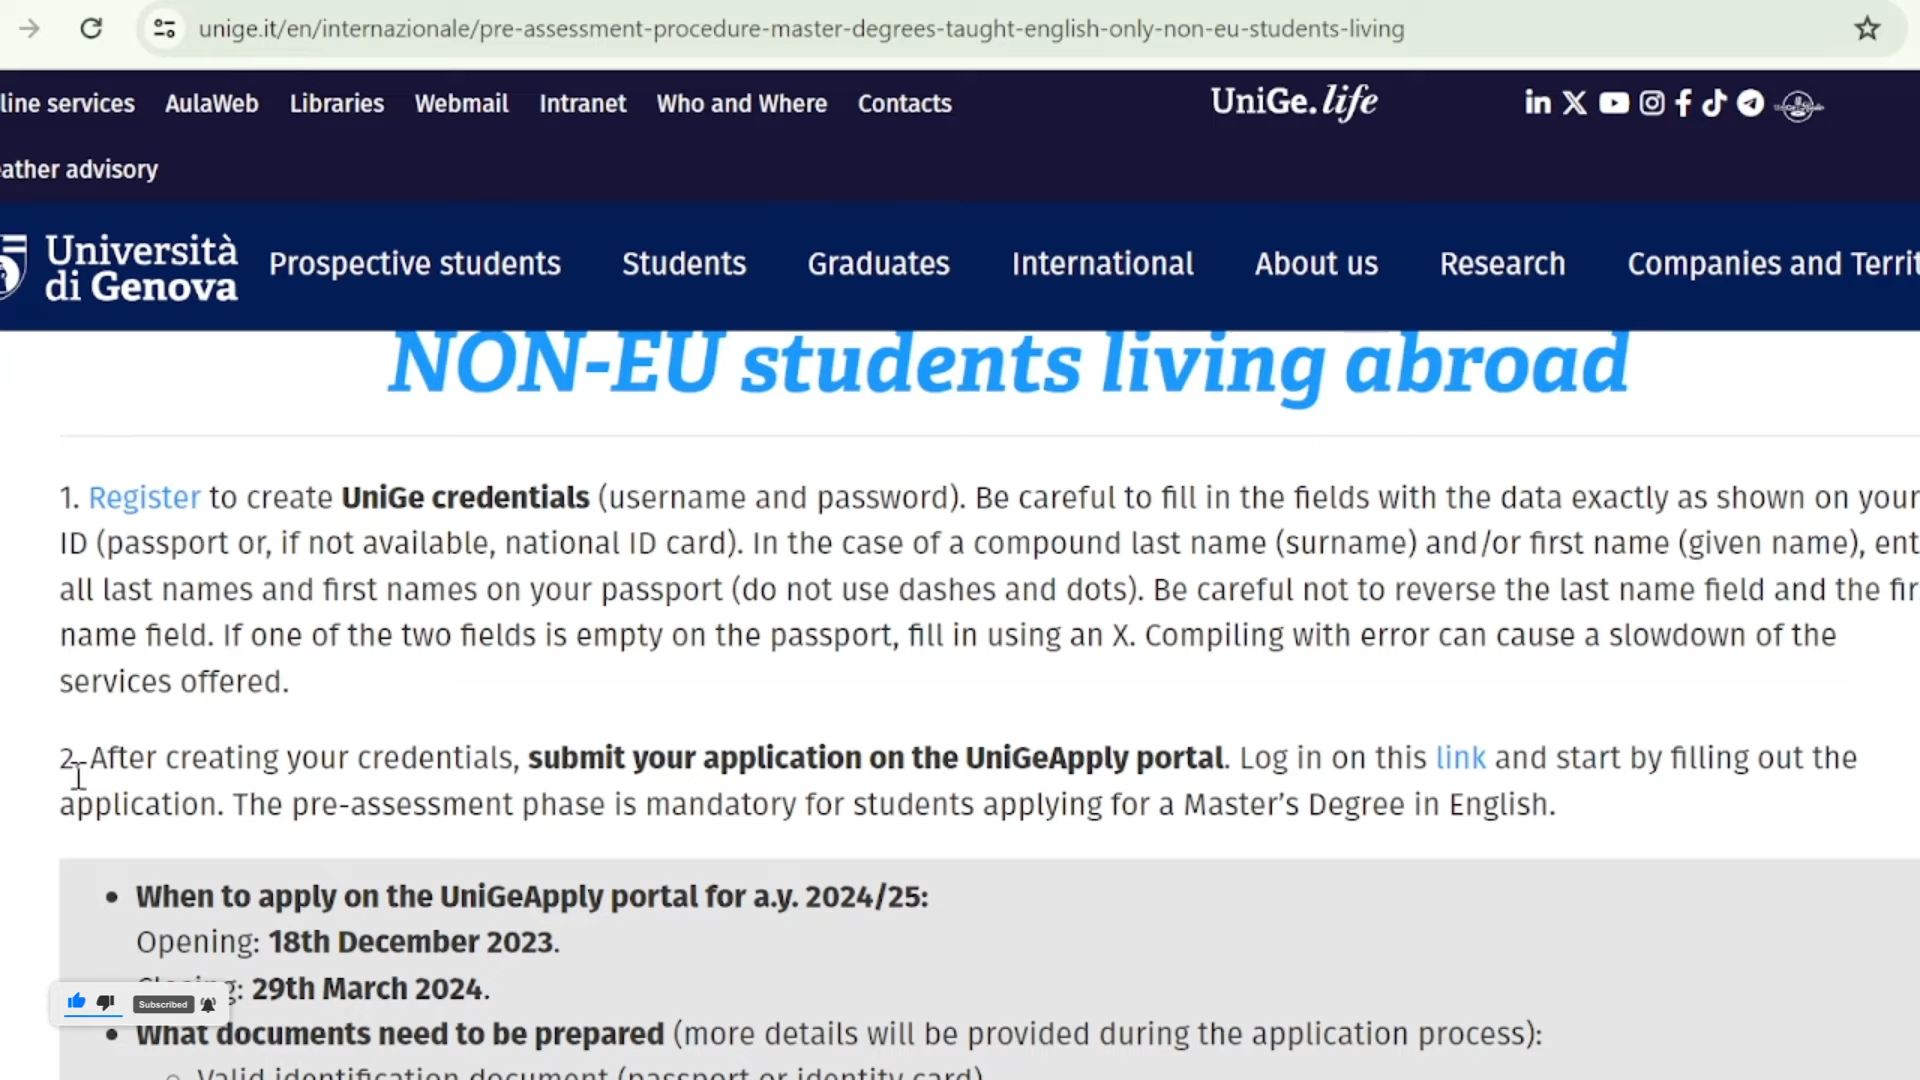 unige.it/en/internazionale/pre-assessment-procedure-master-degrees-taught-english-only-non-eu-students-living
line services AulaWeb Libraries Webmail Intranet Who and Where Contacts UniGe.life
ather advisory
Università
di Genova
Prospective students Students Graduates International About us Research Companies and Territ
NON-EU students living abroad
1. Register to create UniGe credentials (username and password). Be careful to fill in the fields with the data exactly as shown on your
ID (passport or, if not available, national ID card). In the case of a compound last name (surname) and/or first name (given name), ent
all last names and first names on your passport (do not use dashes and dots). Be careful not to reverse the last name field and the fir
name field. If one of the two fields is empty on the passport, fill in using an X. Compiling with error can cause a slowdown of the
services offered.
2. After creating your credentials, submit your application on the UniGeApply portal. Log in on this link and start by filling out the
application. The pre-assessment phase is mandatory for students applying for a Master's Degree in English.
• When to apply on the UniGeApply portal for a.y. 2024/25:
Opening: 18th December 2023.
Closing: 29th March 2024.
Subscribed
• What documents need to be prepared (more details will be provided during the application process):
Valid identification document (passport or identity card)